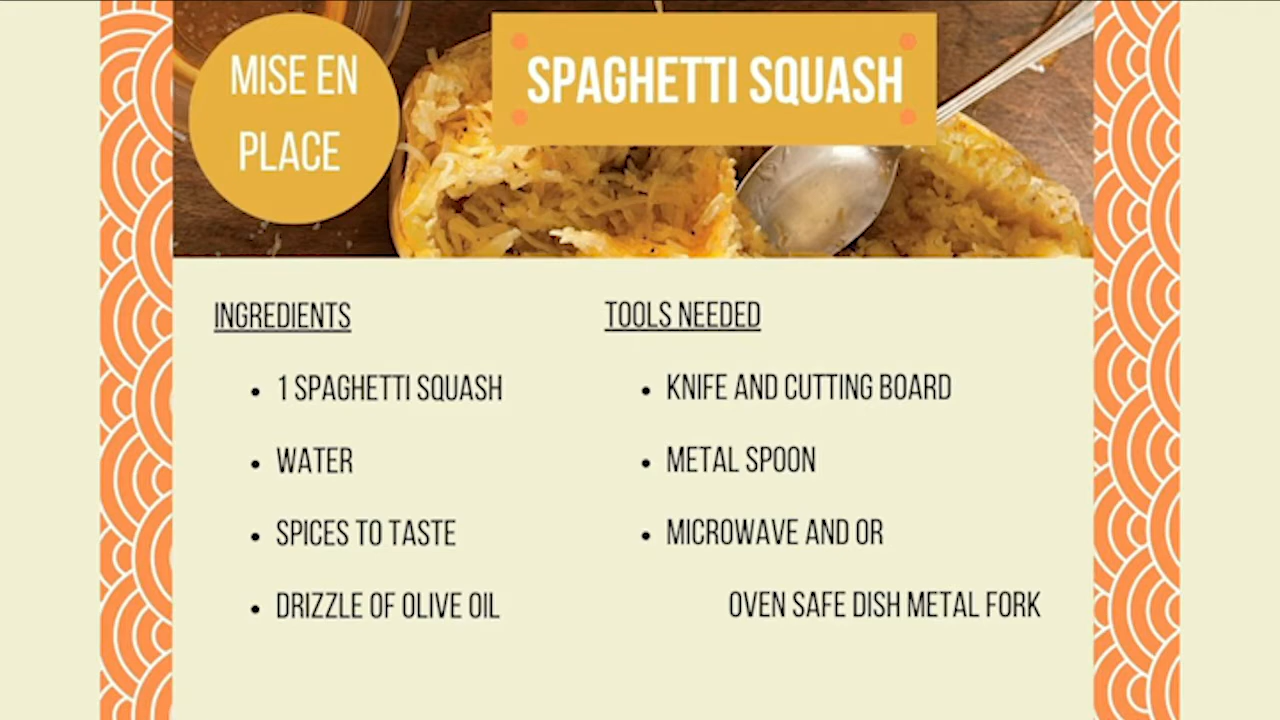 MISE EN
PLACE
SPAGHETTI SQUASH
INGREDIENTS
• 1 SPAGHETTI SQUASH
• WATER
• SPICES TO TASTE
• DRIZZLE OF OLIVE OIL
TOOLS NEEDED
• KNIFE AND CUTTING BOARD
• METAL SPOON
• MICROWAVE AND OR
OVEN SAFE DISH METAL FORK